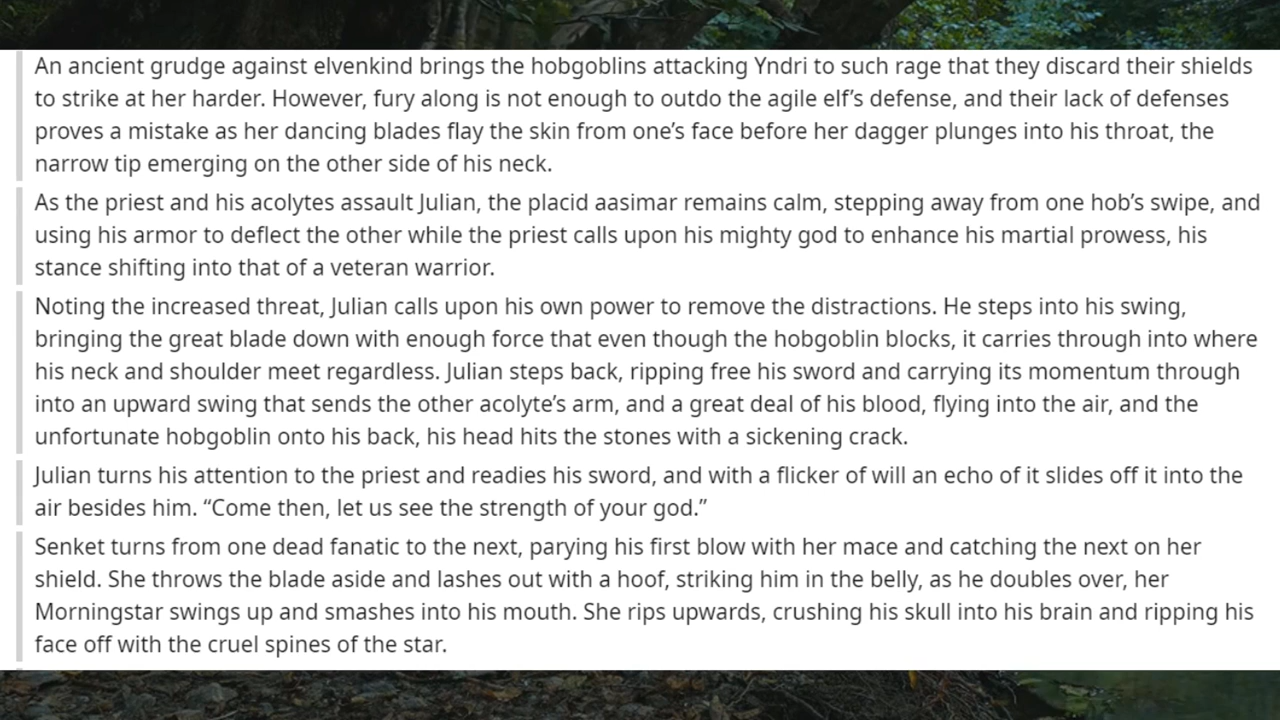 An ancient grudge against elvenkind brings the hobgoblins attacking Yndri to such rage that they discard their shields
to strike at her harder. However, fury along is not enough to outdo the agile elf’s defense, and their lack of defenses
proves a mistake as her dancing blades flay the skin from one’s face before her dagger plunges into his throat, the
narrow tip emerging on the other side of his neck.
As the priest and his acolytes assault Julian, the placid aasimar remains calm, stepping away from one hob’s swipe, and
using his armor to deflect the other while the priest calls upon his mighty god to enhance his martial prowess, his
stance shifting into that of a veteran warrior.
Noting the increased threat, Julian calls upon his own power to remove the distractions. He steps into his swing,
bringing the great blade down with enough force that even though the hobgoblin blocks, it carries through into where
his neck and shoulder meet regardless. Julian steps back, ripping free his sword and carrying its momentum through
into an upward swing that sends the other acolyte’s arm, and a great deal of his blood, flying into the air, and the
unfortunate hobgoblin onto his back, his head hits the stones with a sickening crack.
Julian turns his attention to the priest and readies his sword, and with a flicker of will an echo of it slides off it into the
air besides him. “Come then, let us see the strength of your god.”
Senket turns from one dead fanatic to the next, parying his first blow with her mace and catching the next on her
shield. She throws the blade aside and lashes out with a hoof, striking him in the belly, as he doubles over, her
Morningstar swings up and smashes into his mouth. She rips upwards, crushing his skull into his brain and ripping his
face off with the cruel spines of the star.